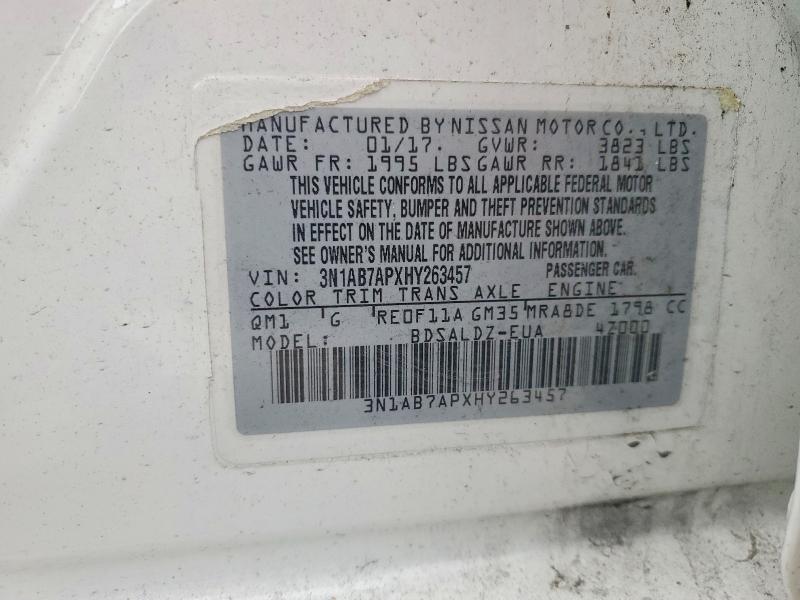 MANUFACTURED BY NISSAN MOTOR CO., LTD.
DATE: 01/17. GVWR: 3823 LBS
GAWR FR: 1995 LBS GAWR RR: 1841 LBS
THIS VEHICLE CONFORMS TO ALL APPLICABLE FEDERAL MOTOR
VEHICLE SAFETY, BUMPER AND THEFT PREVENTION STANDARDS
IN EFFECT ON THE DATE OF MANUFACTURE SHOWN ABOVE.
SEE OWNER'S MANUAL FOR ADDITIONAL INFORMATION.
VIN: 3N1AB7APXHY263457 PASSENGER CAR.
COLOR TRIM TRANS AXLE ENGINE
QM1 G RE0F11A GM35 MRA8DE 1798 CC
MODEL: BDSALDZ-EUA 4Z000
3N1AB7APXHY263457